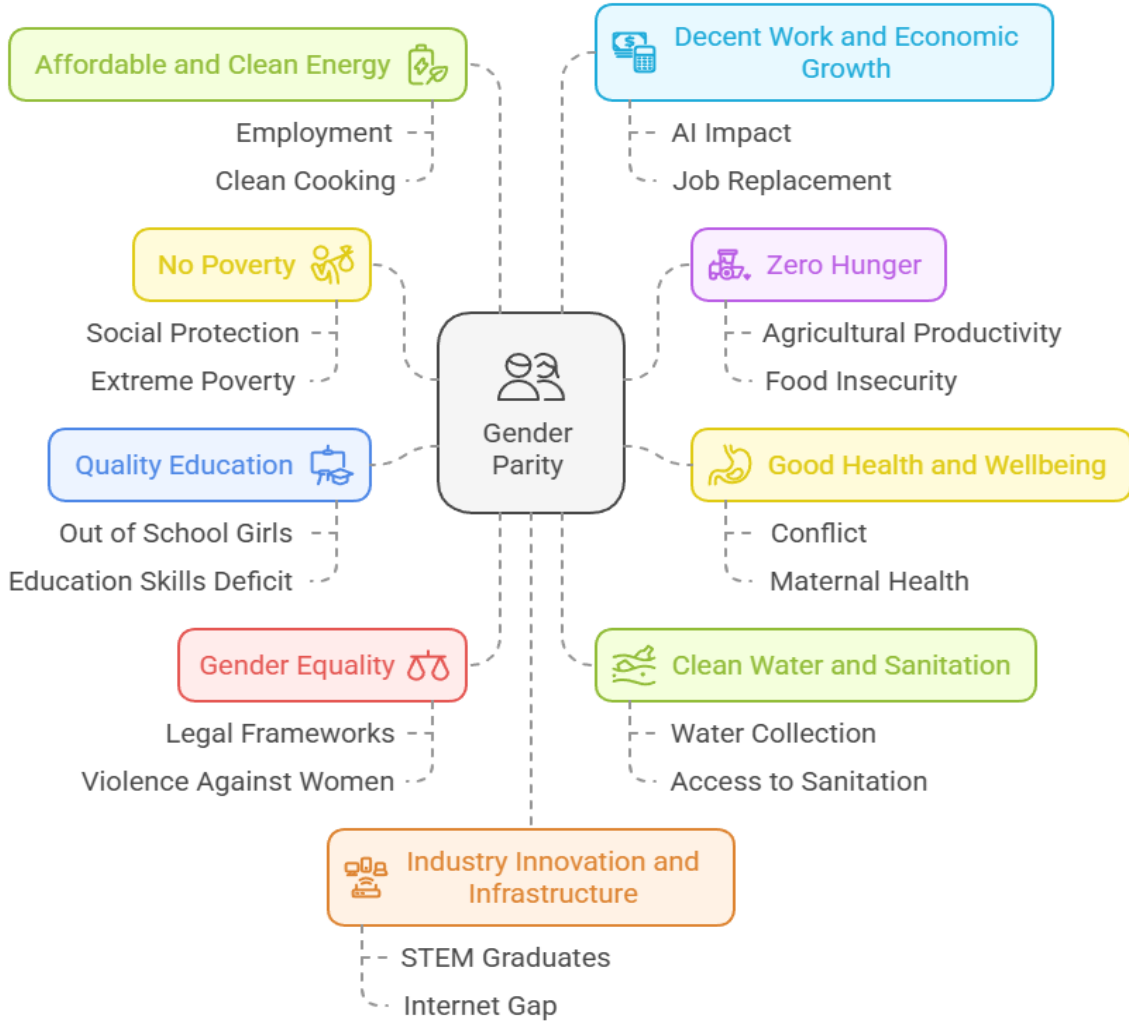 Affordable and Clean Energy
Employment
Clean Cooking
Decent Work and Economic
Growth
AI Impact
Job Replacement
No Poverty
Social Protection
Extreme Poverty
Zero Hunger
Agricultural Productivity
Food Insecurity
Gender
Parity
Quality Education
Out of School Girls
Education Skills Deficit
Good Health and Wellbeing
Conflict
Maternal Health
Gender Equality
Legal Frameworks
Violence Against Women
Clean Water and Sanitation
Water Collection
Access to Sanitation
Industry Innovation and
Infrastructure
STEM Graduates
Internet Gap